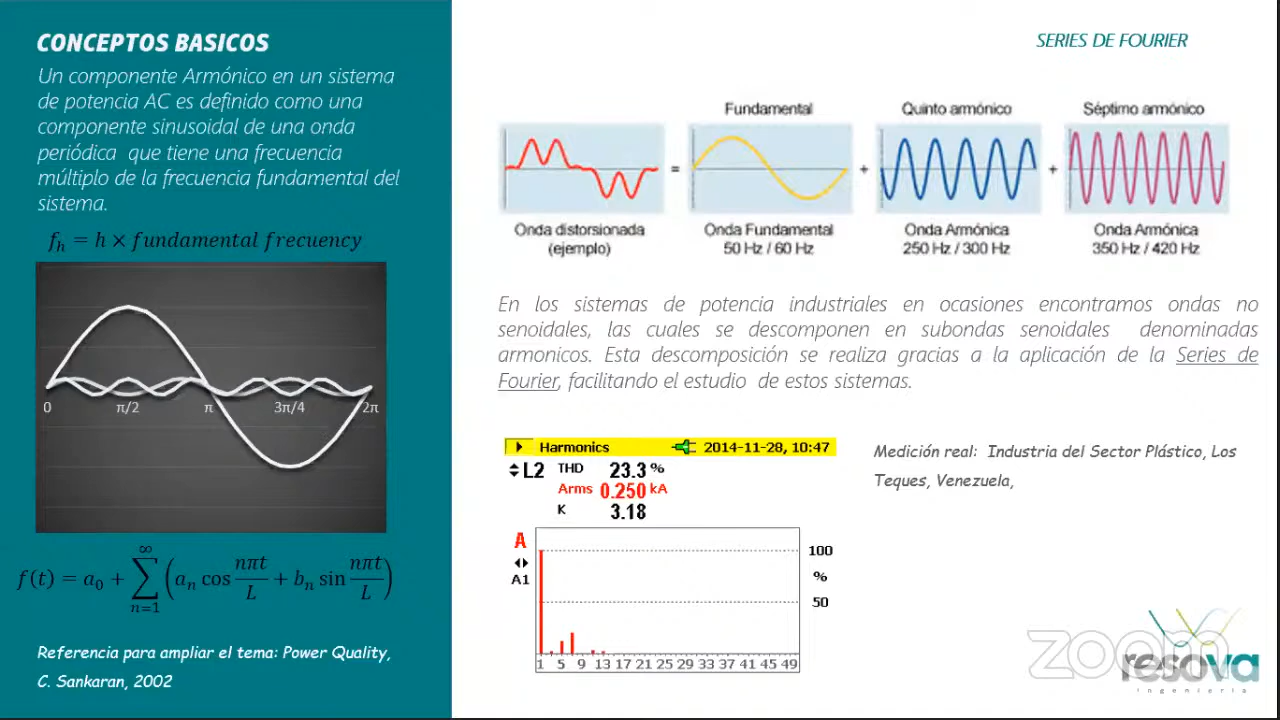 CONCEPTOS BASICOS
Un componente Armónico en un sistema
de potencia AC es definido como una
componente sinusoidal de una onda
periódica que tiene una frecuencia
múltiplo de la frecuencia fundamental del
sistema.
fₕ = h × fundamental frecuency
0 π/2 π 3π/4 2π
f(t) = a₀ + ∑ₙ₌₁^∞ (aₙ cos nπt/L + bₙ sin nπt/L)
Referencia para ampliar el tema: Power Quality,
C. Sankaran, 2002
SERIES DE FOURIER
Fundamental Quinto armónico Séptimo armónico
= + +
Onda distorsionada Onda Fundamental Onda Armónica Onda Armónica
(ejemplo) 50 Hz / 60 Hz 250 Hz / 300 Hz 350 Hz / 420 Hz
En los sistemas de potencia industriales en ocasiones encontramos ondas no
senoidales, las cuales se descomponen en subondas senoidales denominadas
armonicos. Esta descomposición se realiza gracias a la aplicación de la Series de
Fourier, facilitando el estudio de estos sistemas.
Harmonics 2014-11-28, 10:47
L2 THD 23.3 %
Arms 0.250 kA
K 3.18
A
A1
100
%
50
1 5 9 13 17 21 25 29 33 37 41 45 49
Medición real: Industria del Sector Plástico, Los
Teques, Venezuela,
zoom
resova
ingeniería